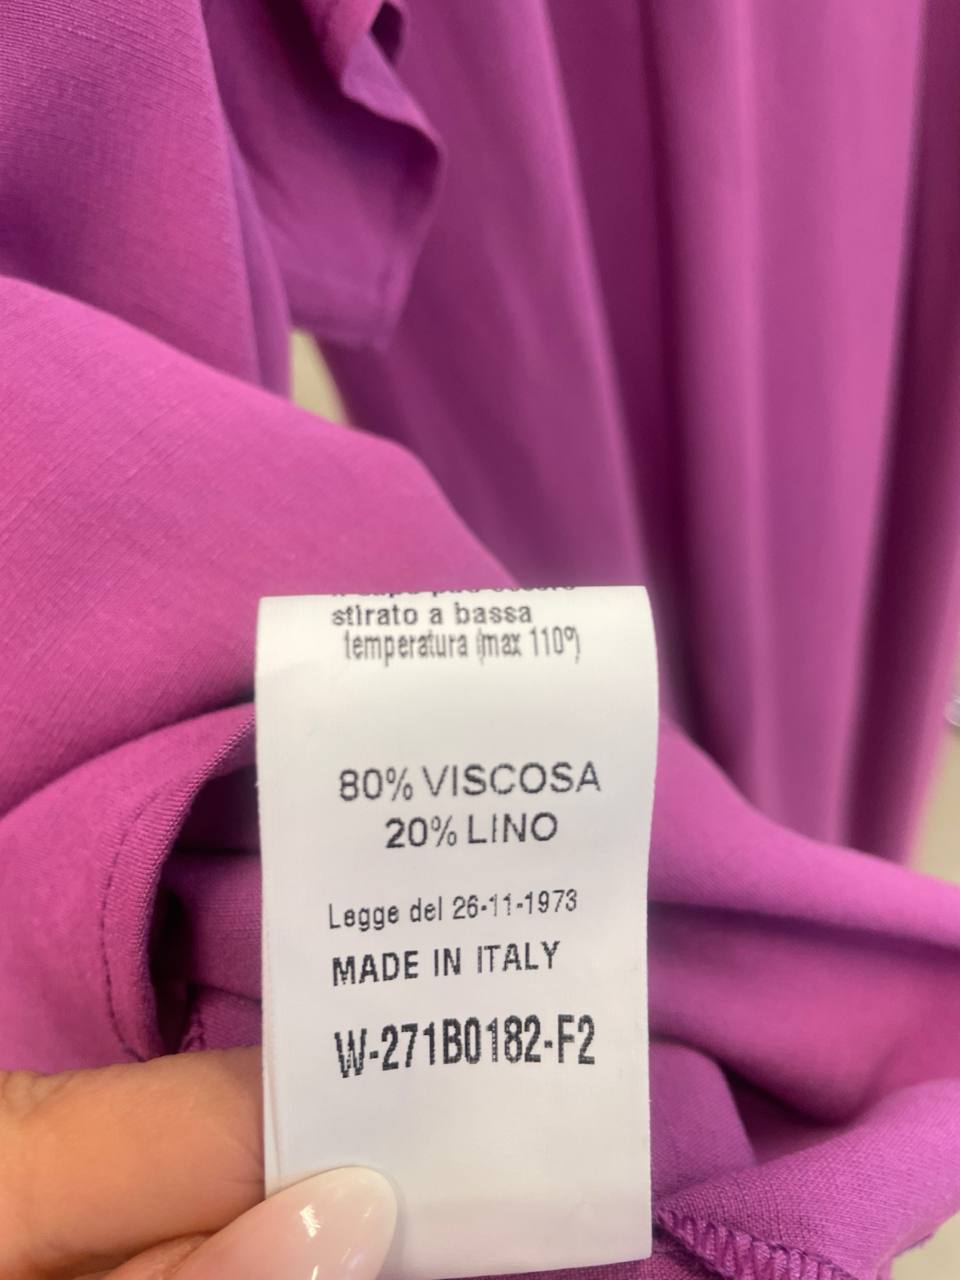 stirato a bassa
temperatura (max 110°)
80% VISCOSA
20% LINO
Legge del 26-11-1973
MADE IN ITALY
W-271B0182-F2